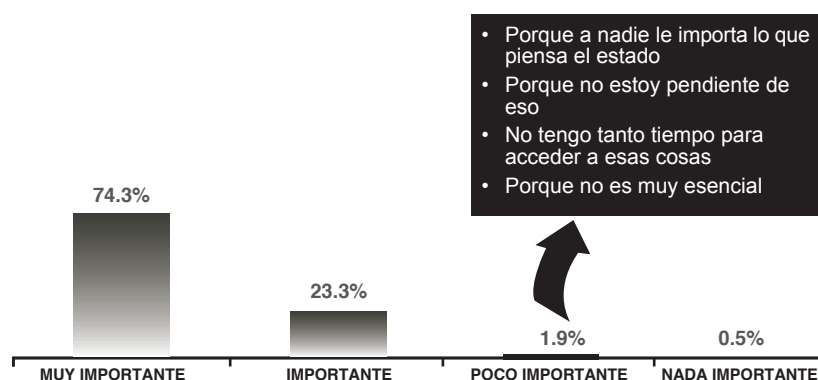 • Porque a nadie le importa lo que
piensa el estado
• Porque no estoy pendiente de
eso
• No tengo tanto tiempo para
acceder a esas cosas
• Porque no es muy esencial
74.3%
23.3%
1.9%
0.5%
MUY IMPORTANTE
IMPORTANTE
POCO IMPORTANTE
NADA IMPORTANTE